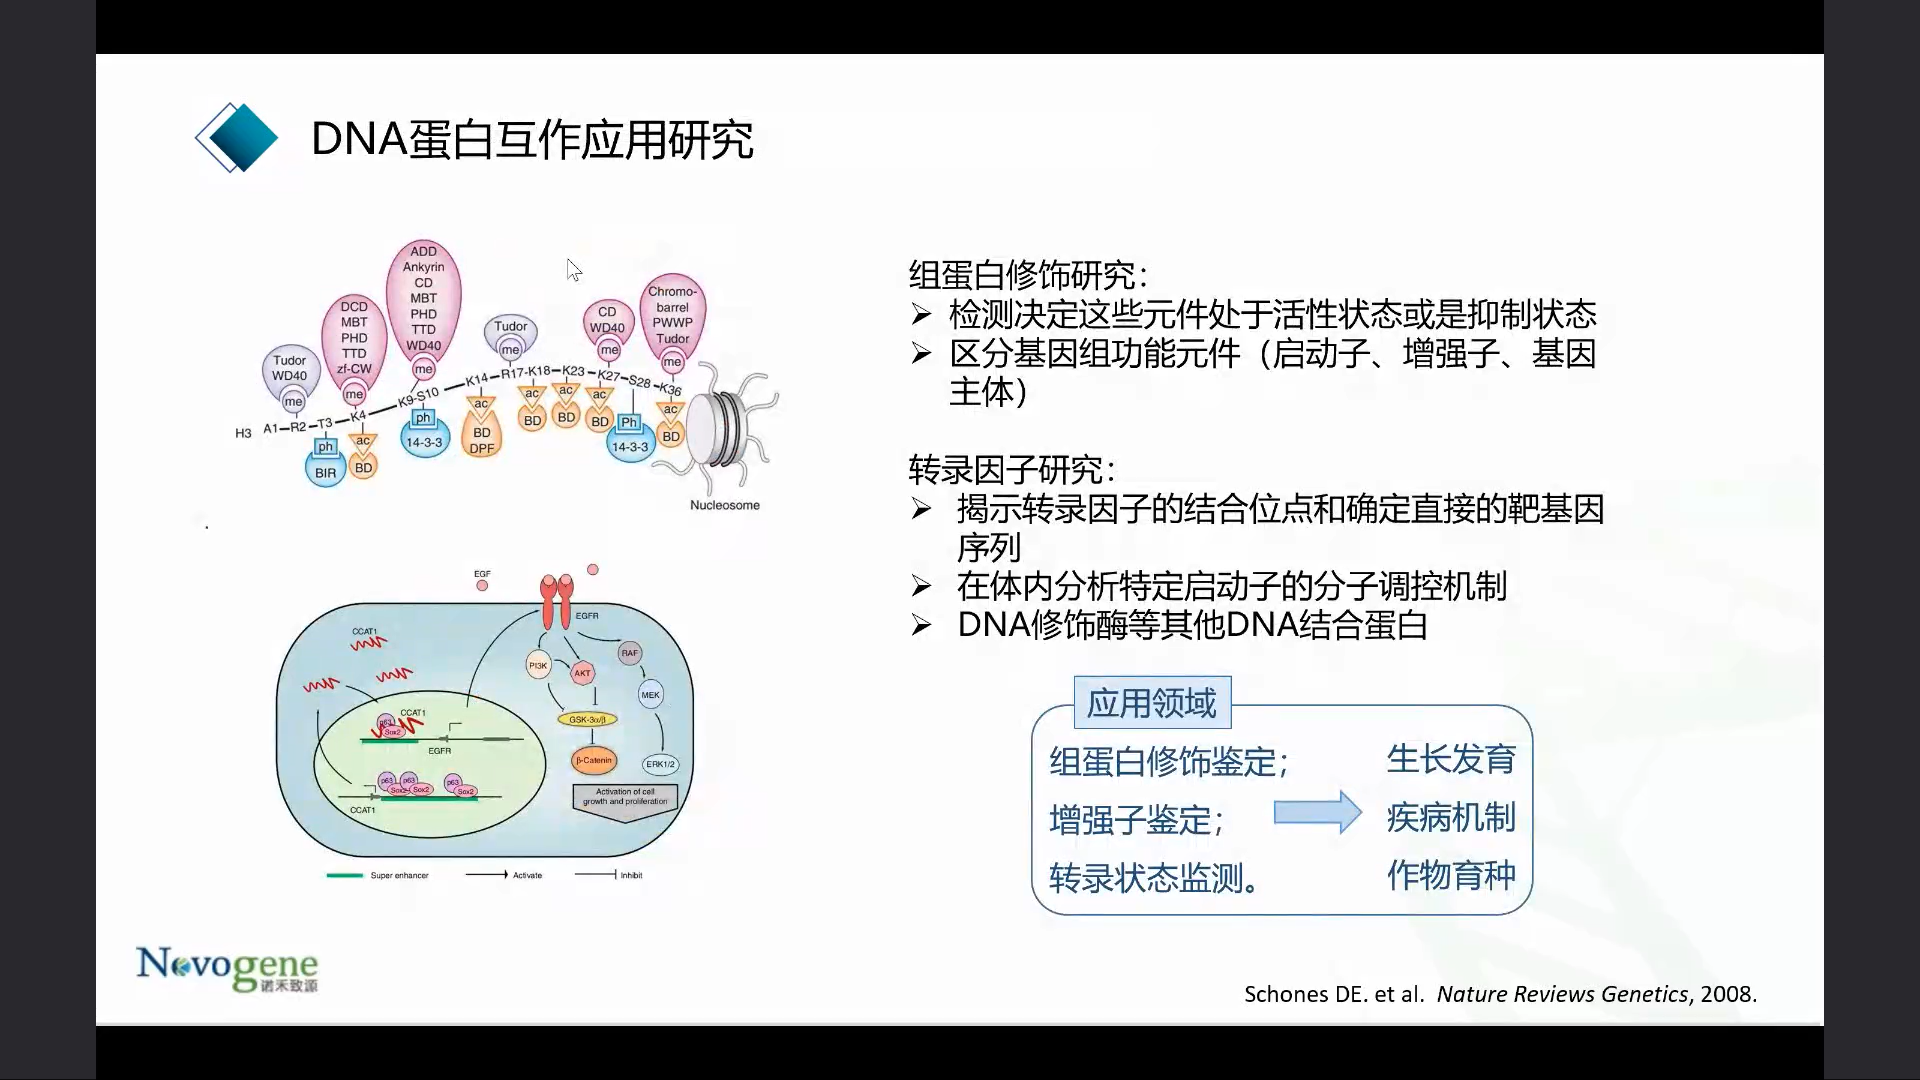 DNA蛋白互作应用研究
ADD
Ankyrin
CD
MBT
PHD
TTD
WD40
me
DCD
MBT
PHD
TTD
zf-CW
me
Tudor
WD40
me
Tudor
me
CD
WD40
me
Chromo-
barrel
PWWP
Tudor
me
H3 A1-R2-T3-K4 K9-S10 K14 R17-K18-K23 K27 S28 K36
ph
BIR
ac
BD
ph
14-3-3
ac
BD
DPF
ac
BD
ac
BD
ac
BD
Ph
14-3-3
ac
BD
Nucleosome
EGF
EGFR
CCAT1
PI3K
AKT
RAF
MEK
GSK-3α/β
β-Catenin
ERK1/2
Activation of cell
growth and proliferation
CCAT1
p63
Sox2
EGFR
p63 p63 p63
Sox2 Sox2 Sox2
CCAT1
Super enhancer Activate Inhibit
组蛋白修饰研究：
➢ 检测决定这些元件处于活性状态或是抑制状态
➢ 区分基因组功能元件（启动子、增强子、基因
主体）
转录因子研究：
➢ 揭示转录因子的结合位点和确定直接的靶基因
序列
➢ 在体内分析特定启动子的分子调控机制
➢ DNA修饰酶等其他DNA结合蛋白
应用领域
组蛋白修饰鉴定；
增强子鉴定；
转录状态监测。
生长发育
疾病机制
作物育种
Novogene
诺禾致源
Schones DE. et al. Nature Reviews Genetics, 2008.